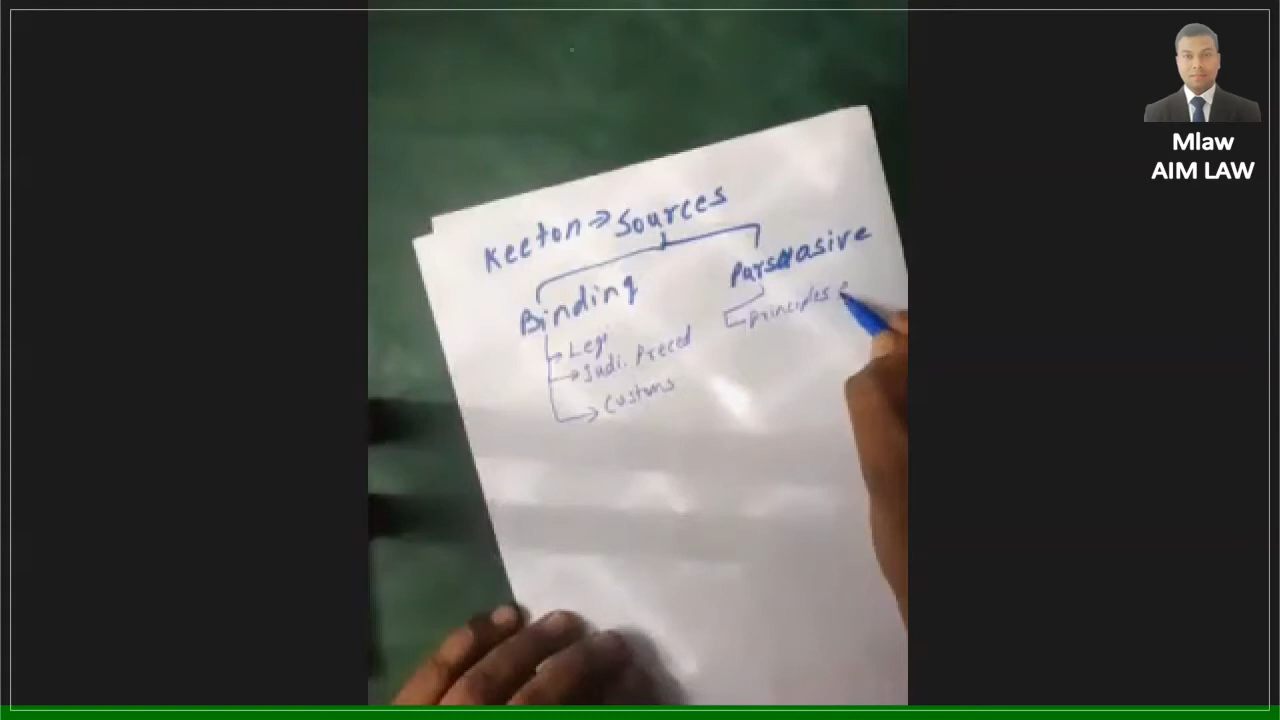 Keeton → Sources
Binding
Persuasive
→ Legi
→ Judi. Preced
→ Customs
Principles
Mlaw
AIM LAW